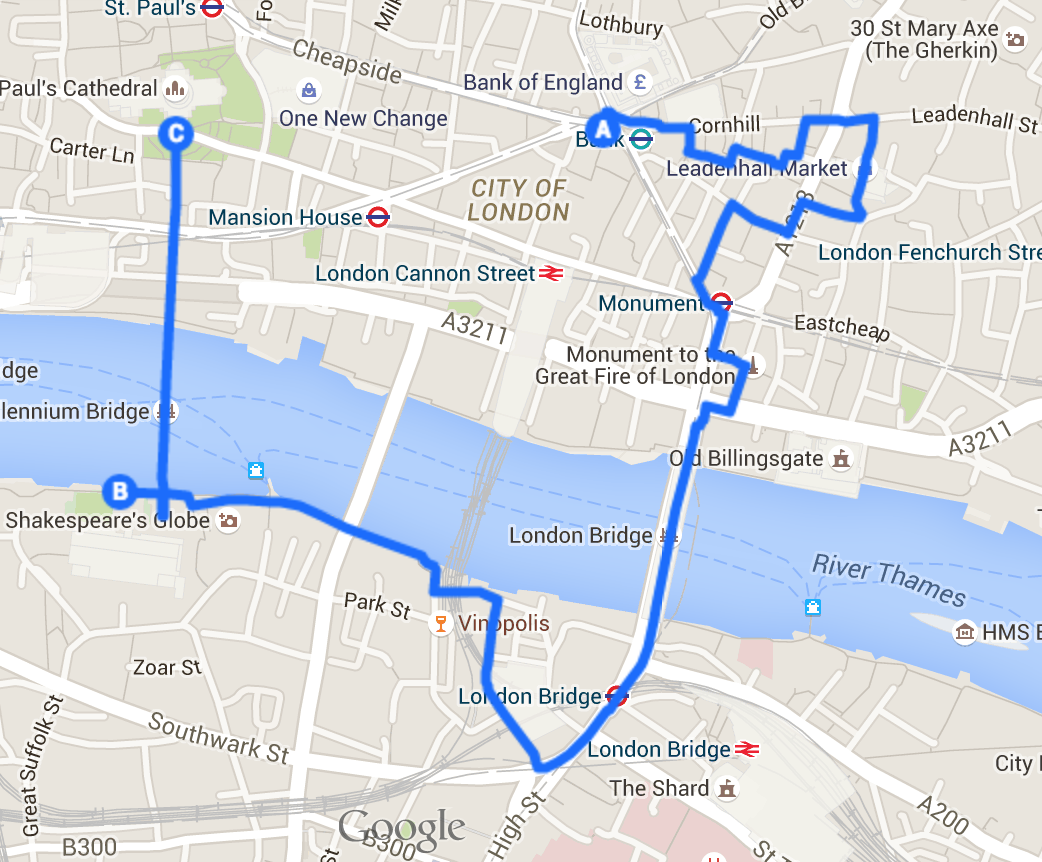 St. Paul's
Fo
Milk
Lothbury
Old B
30 St Mary Axe
(The Gherkin)
Cheapside
Bank of England
£
Paul's Cathedral
One New Change
A
Bank
Cornhill
Leadenhall St
C
Carter Ln
Leadenhall Market
CITY OF
LONDON
Mansion House
A1213
London Fenchurch Stre
London Cannon Street
Monument
A3211
Eastcheap
Monument to the
Great Fire of London
dge
lennium Bridge
A3211
Old Billingsgate
B
Shakespeare's Globe
London Bridge
River Thames
Park St
Vinopolis
HMS B
Zoar St
London Bridge
Great Suffolk St
Southwark St
London Bridge
City
The Shard
High St
A200
Google
B300
B300
St
St T